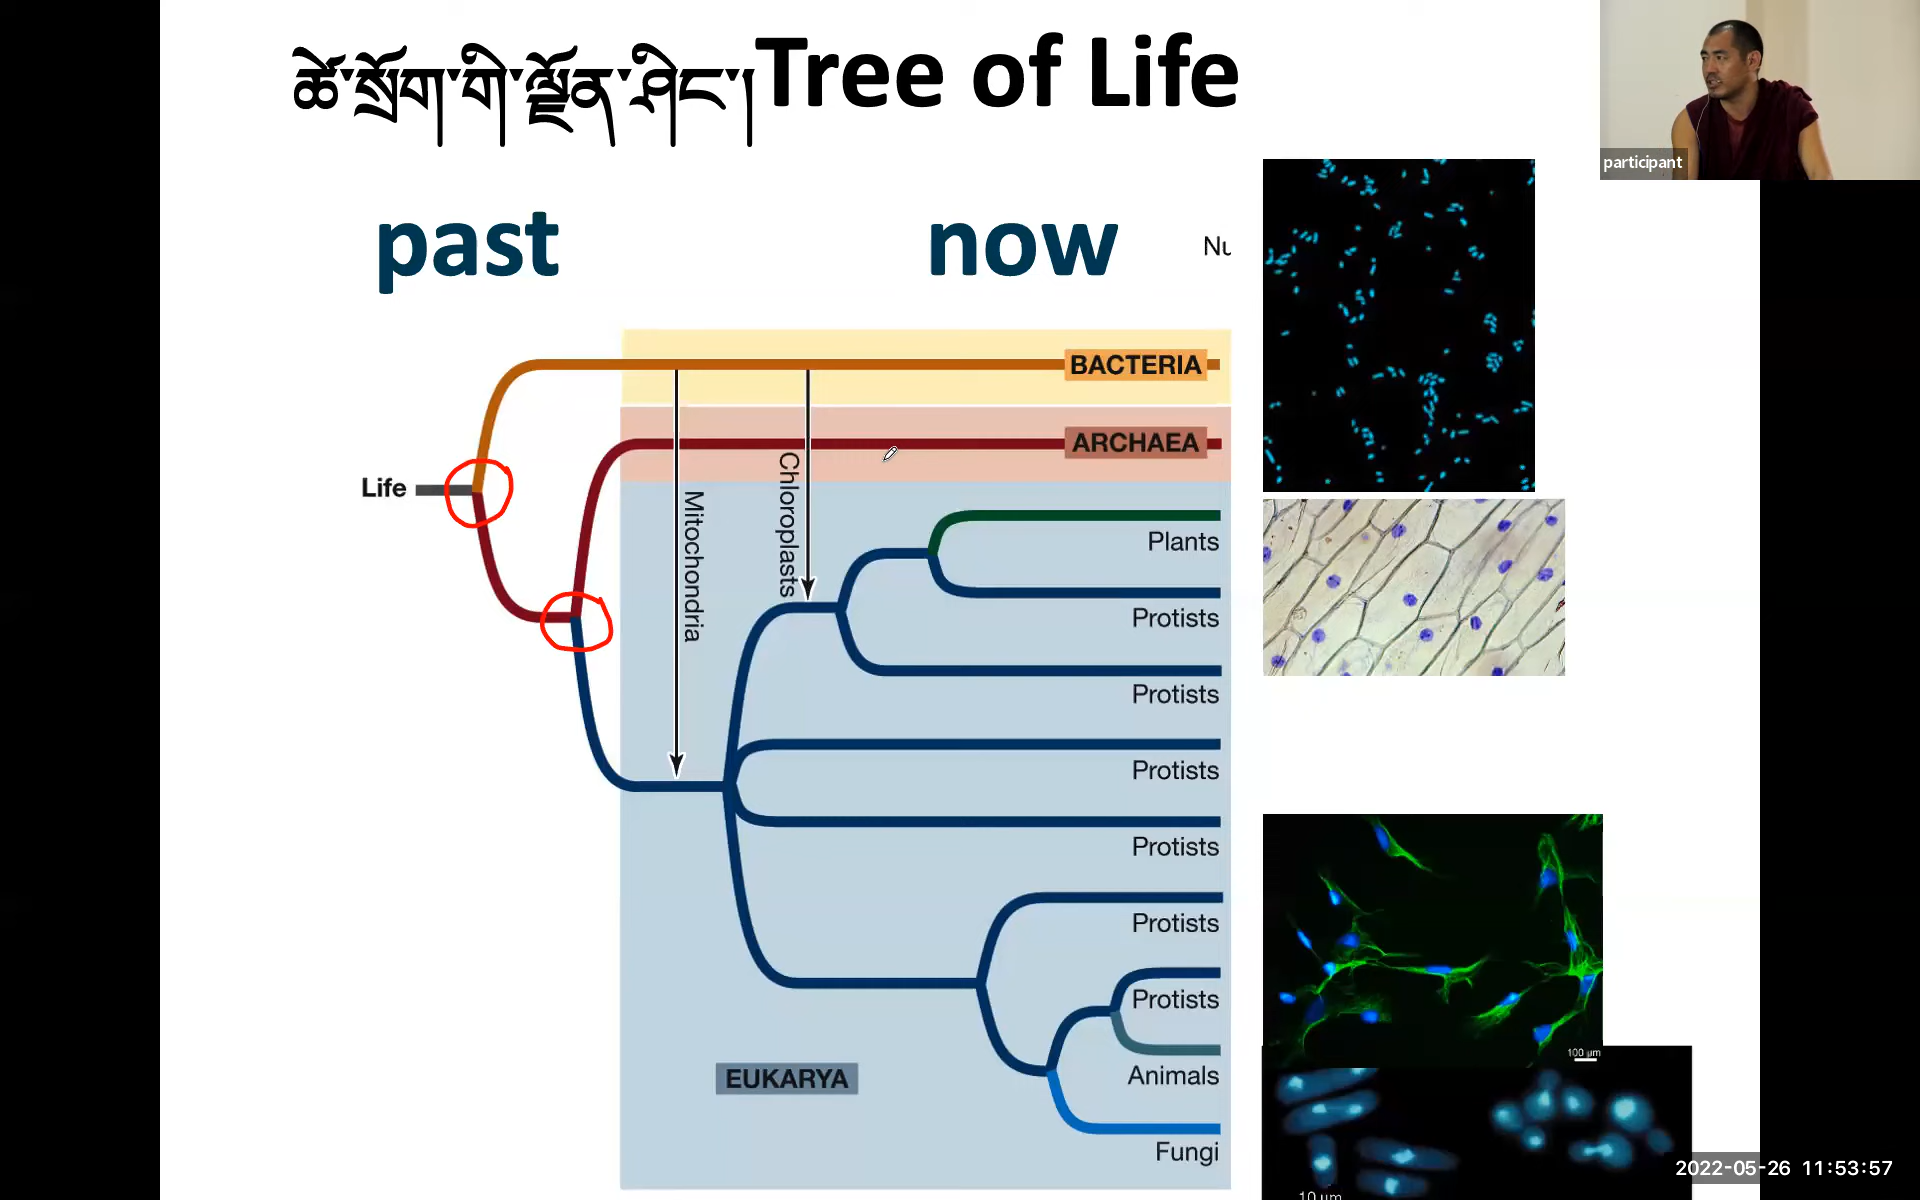 ཚེ་སྲོག་གི་ལྗོན་ཤིང་། Tree of Life
participant
past now
Nu
BACTERIA
ARCHAEA
Life
Chloroplasts
Mitochondria
Plants
Protists
Protists
Protists
Protists
Protists
Protists
Animals
EUKARYA
Fungi
100 µm
10 µm
2022-05-26 11:53:57